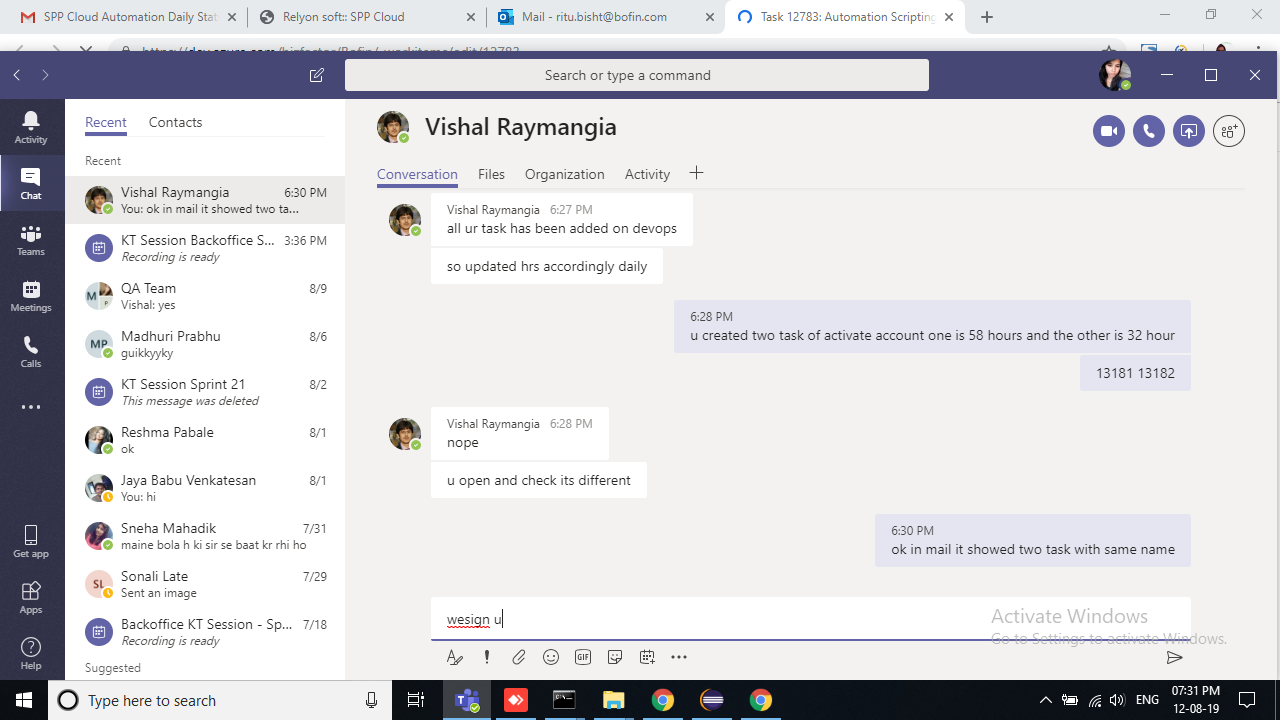 SPP Cloud Automation Daily Stat
Relyon soft:: SPP Cloud
Mail - ritu.bisht@bofin.com
Task 12783: Automation Scripting
Search or type a command
Activity
Chat
Teams
Meetings
Calls
Get app
Apps
Help
Recent Contacts
Recent
Vishal Raymangia 6:30 PM
You: ok in mail it showed two ta...
KT Session Backoffice S... 3:36 PM
Recording is ready
QA Team 8/9
Vishal: yes
Madhuri Prabhu 8/6
guikkyyky
KT Session Sprint 21 8/2
This message was deleted
Reshma Pabale 8/1
ok
Jaya Babu Venkatesan 8/1
You: hi
Sneha Mahadik 7/31
maine bola h ki sir se baat kr rhi ho
Sonali Late 7/29
Sent an image
Backoffice KT Session - Sp... 7/18
Recording is ready
Suggested
M
P
MP
SL
Vishal Raymangia
Conversation Files Organization Activity
Vishal Raymangia 6:27 PM
all ur task has been added on devops
so updated hrs accordingly daily
6:28 PM
u created two task of activate account one is 58 hours and the other is 32 hour
13181 13182
Vishal Raymangia 6:28 PM
nope
u open and check its different
6:30 PM
ok in mail it showed two task with same name
wesign u
GIF
Activate Windows
Go to Settings to activate Windows.
Type here to search
ENG
07:31 PM
12-08-19